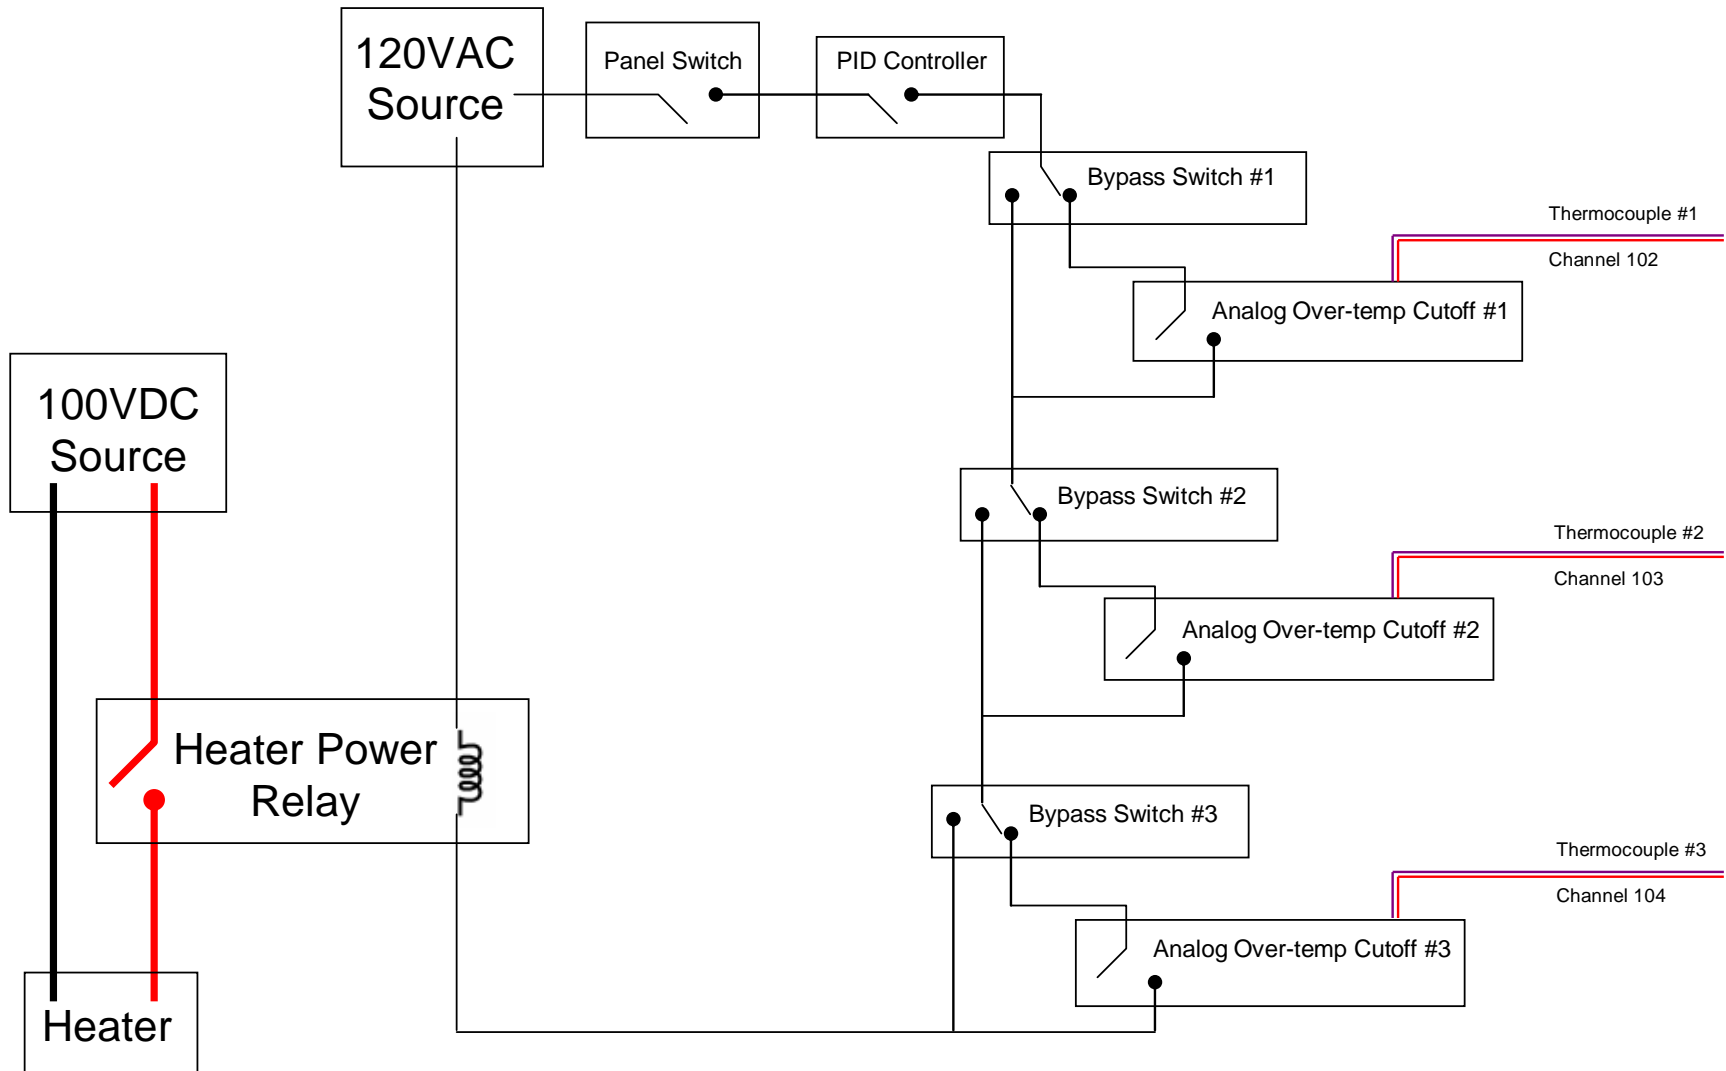 120VAC
Source
Panel Switch
PID Controller
Bypass Switch #1
Thermocouple #1
Channel 102
Analog Over-temp Cutoff #1
100VDC
Source
Bypass Switch #2
Thermocouple #2
Channel 103
Analog Over-temp Cutoff #2
Heater Power
Relay
Bypass Switch #3
Thermocouple #3
Channel 104
Analog Over-temp Cutoff #3
Heater